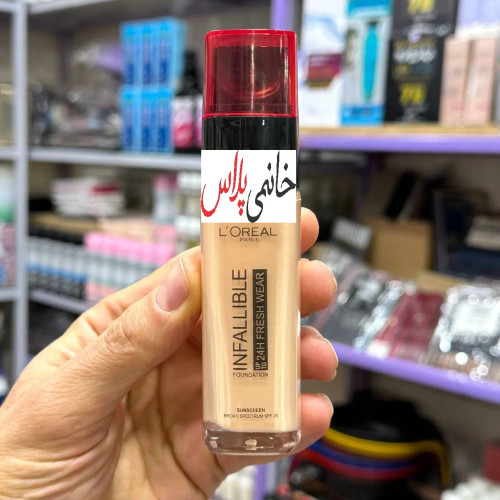 خانمی پلاس
L'ORÉAL
PARIS
INFALLIBLE
UP TO 24H FRESH WEAR
FOUNDATION
SUNSCREEN
BROAD SPECTRUM SPF 25